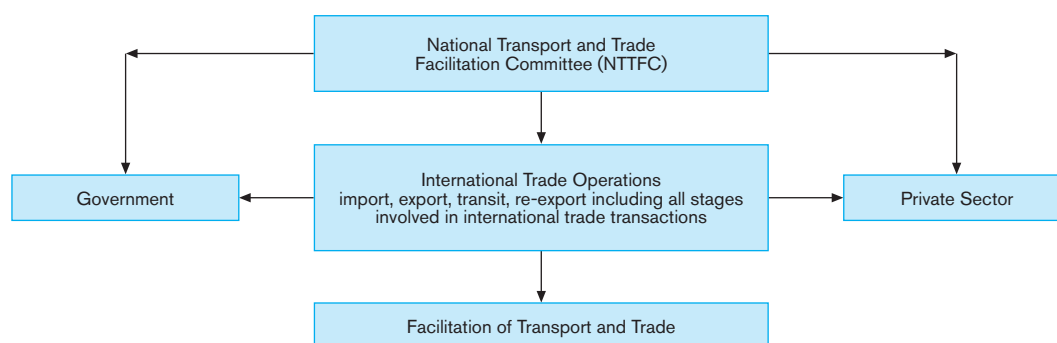 National Transport and Trade
Facilitation Committee (NTTFC)
Government
International Trade Operations
import, export, transit, re-export including all stages
involved in international trade transactions
Private Sector
Facilitation of Transport and Trade